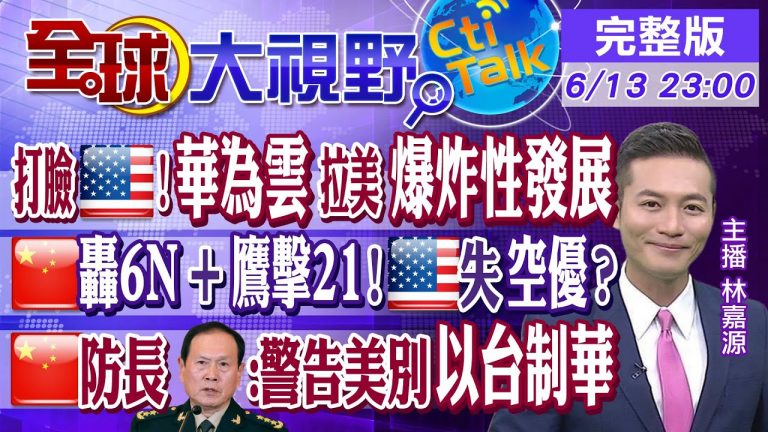 全球大視野
Cti Talk
完整版
6/13 23:00
打臉!華為雲 拉美 爆炸性發展
轟6N+鷹擊21!失 空優?
防長:警告美別以台制華
主播 林嘉源